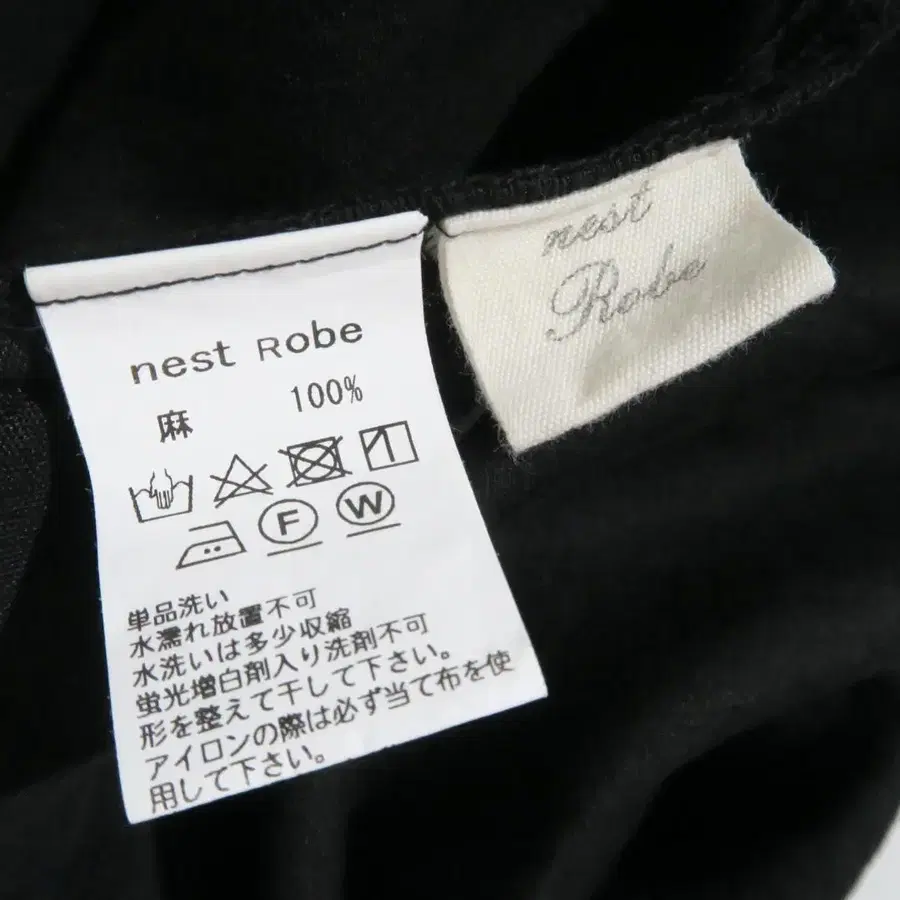 nest Robe
麻 100%
F W
単品洗い
水濡れ放置不可
水洗いは多少収縮
蛍光増白剤入り洗剤不可
形を整えて干して下さい。
アイロンの際は必ず当て布を使
用して下さい。
nest
Robe